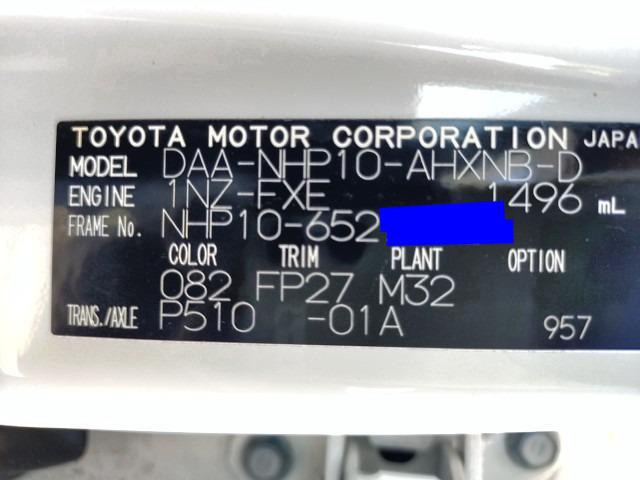 TOYOTA MOTOR CORPORATION JAPAN
MODEL DAA-NHP10-AHXNB-D
ENGINE 1NZ-FXE 1496 mL
FRAME No. NHP10-652
COLOR TRIM PLANT OPTION
082 FP27 M32
TRANS./AXLE P510 -01A 957